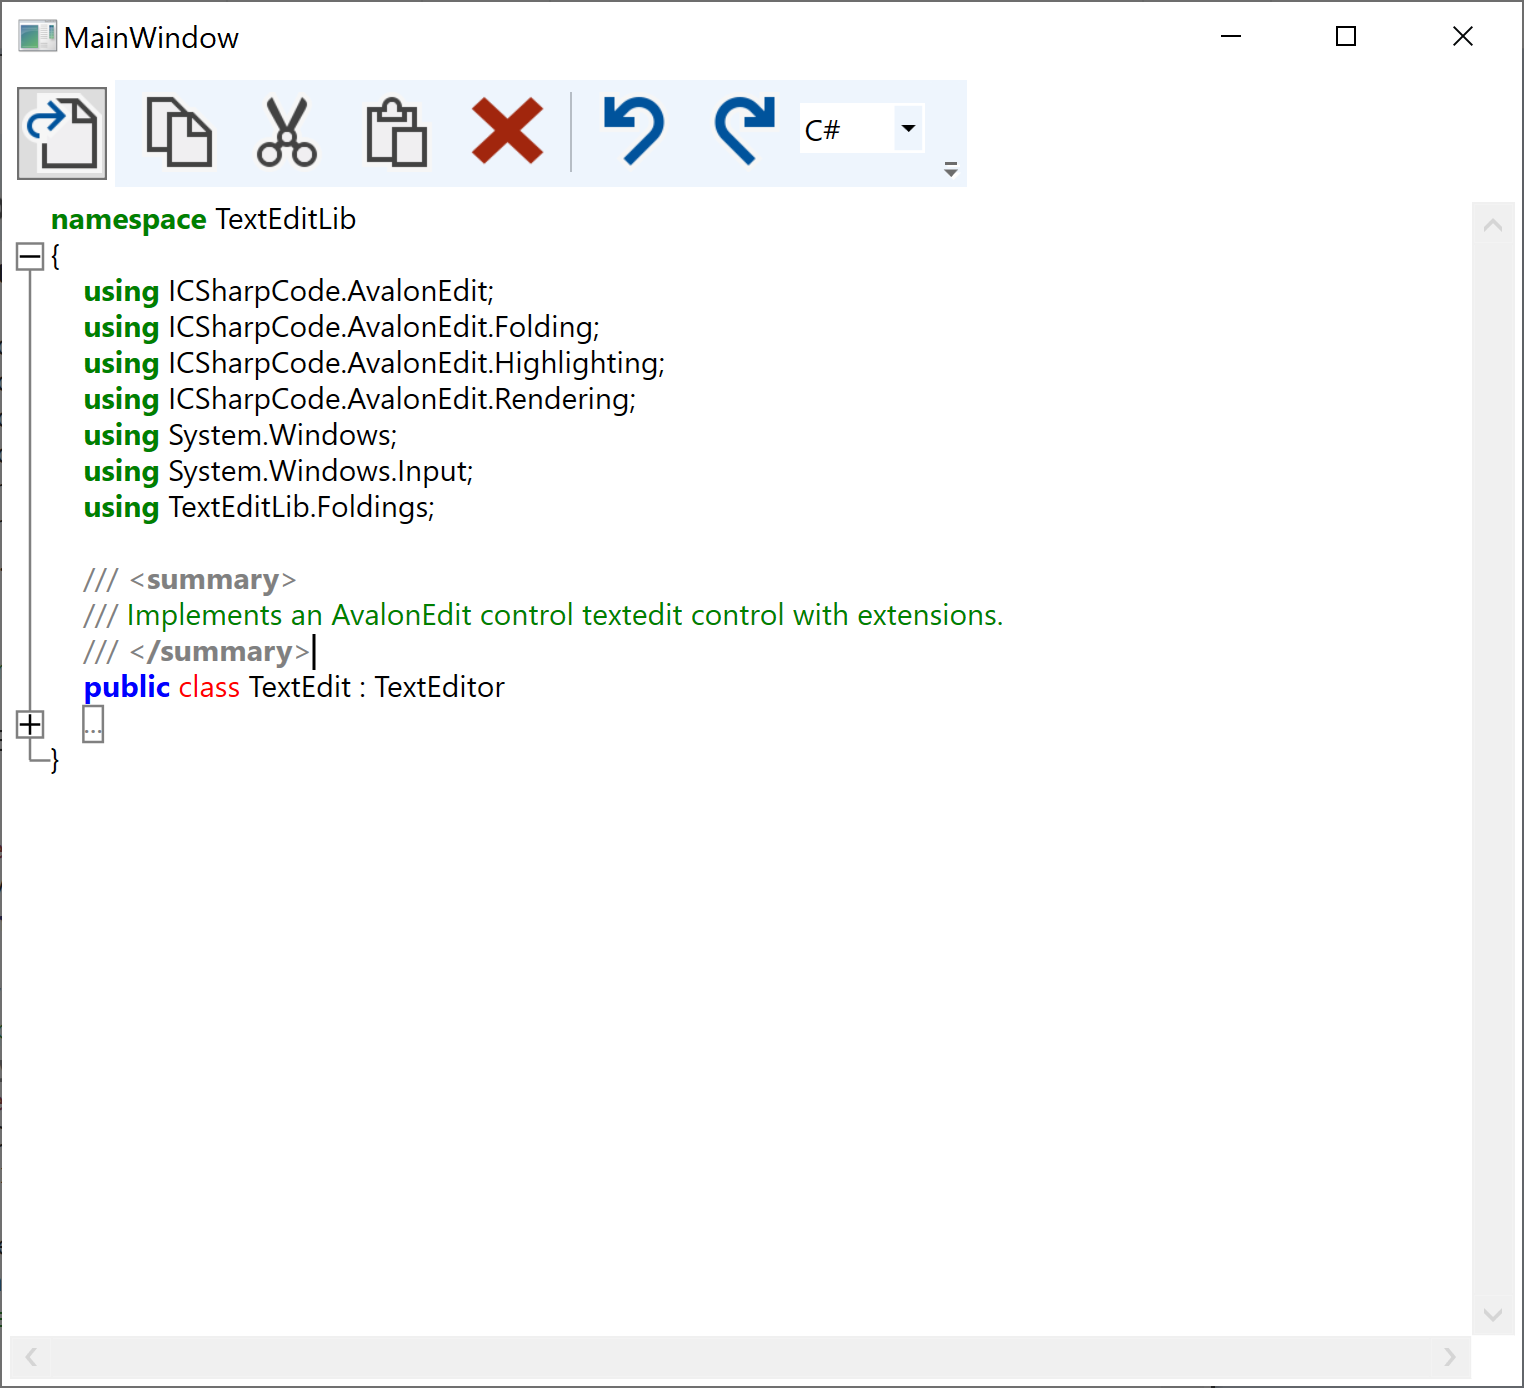 MainWindow
C#
namespace TextEditLib
{
using ICSharpCode.AvalonEdit;
using ICSharpCode.AvalonEdit.Folding;
using ICSharpCode.AvalonEdit.Highlighting;
using ICSharpCode.AvalonEdit.Rendering;
using System.Windows;
using System.Windows.Input;
using TextEditLib.Foldings;
/// <summary>
/// Implements an AvalonEdit control textedit control with extensions.
/// </summary>
public class TextEdit : TextEditor
...
}